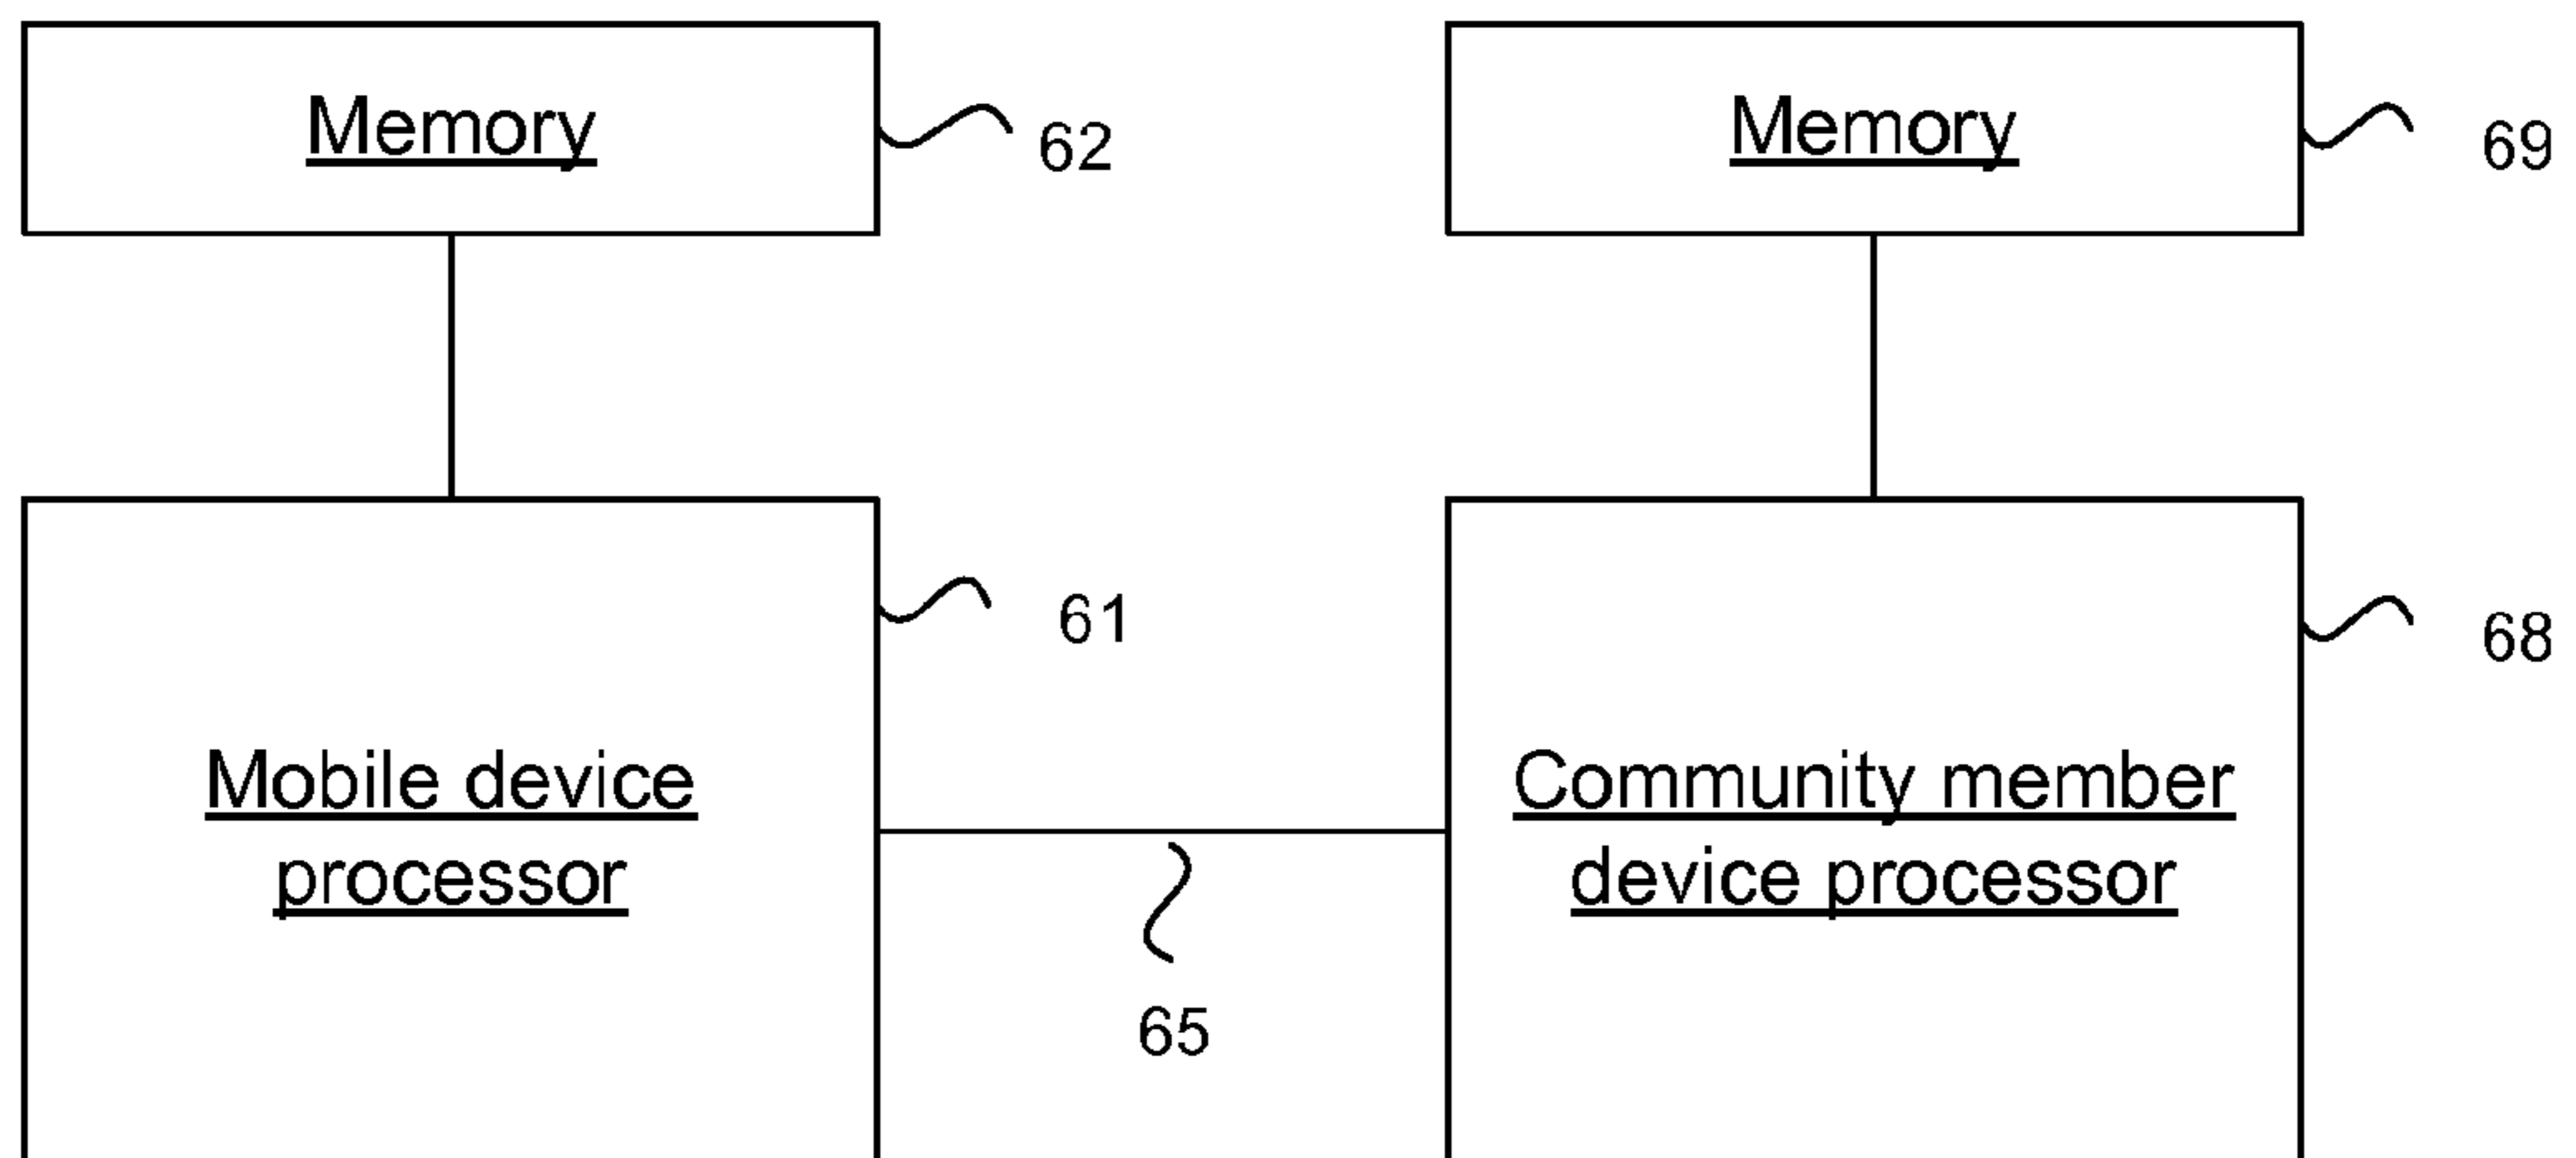 Memory
62
Memory
69
61
68
Mobile device
processor
Community member
device processor
65